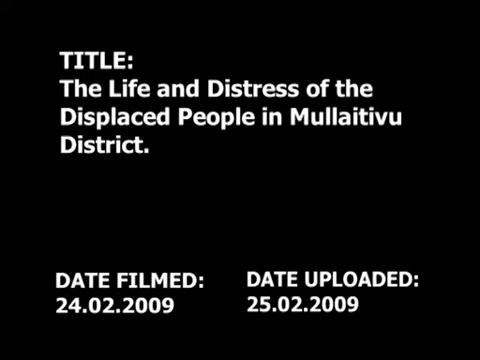 TITLE:
The Life and Distress of the
Displaced People in Mullaitivu
District.
DATE FILMED:
24.02.2009
DATE UPLOADED:
25.02.2009